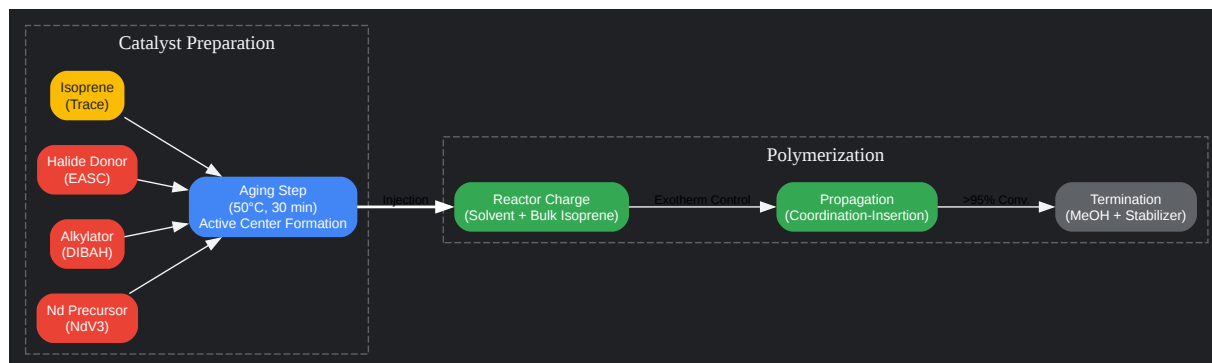 Catalyst Preparation
Isoprene
(Trace)
Halide Donor
(EASC)
Alkylator
(DIBAH)
Nd Precursor
(NdV3)
Aging Step
(50°C, 30 min)
Active Center Formation
Injection
Polymerization
Reactor Charge
(Solvent + Bulk Isoprene)
Exotherm Control
Propagation
(Coordination-Insertion)
>95% Conv.
Termination
(MeOH + Stabilizer)